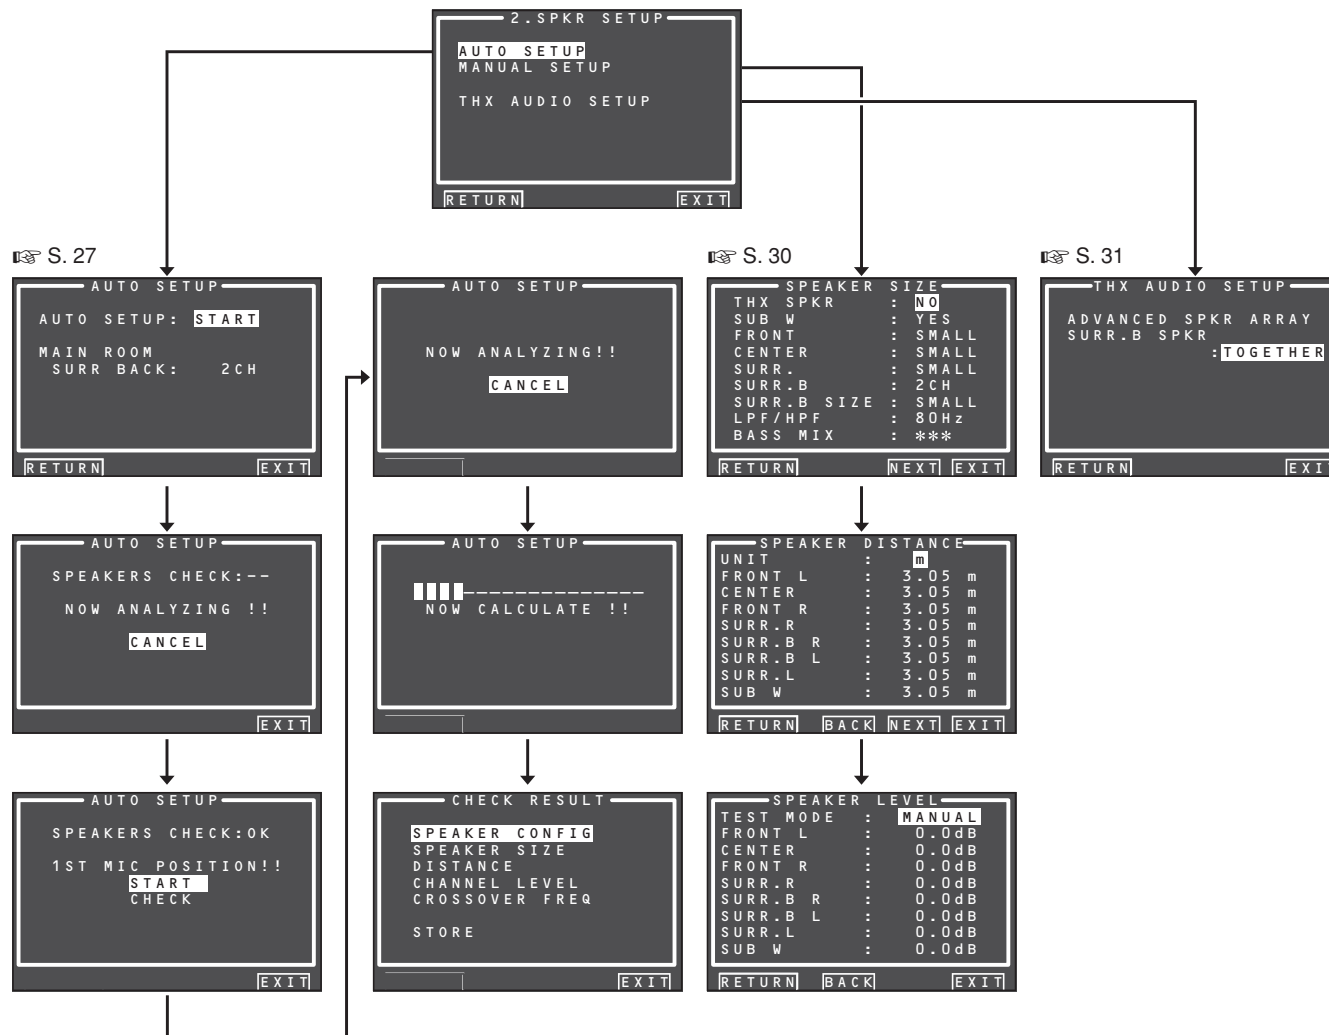 2.SPKR SETUP
AUTO SETUP
MANUAL SETUP
THX AUDIO SETUP
RETURN EXIT
☞ S. 27
AUTO SETUP
AUTO SETUP: START
MAIN ROOM
SURR BACK: 2CH
RETURN EXIT
AUTO SETUP
SPEAKERS CHECK:--
NOW ANALYZING !!
CANCEL
EXIT
AUTO SETUP
SPEAKERS CHECK:OK
1ST MIC POSITION!!
START
CHECK
EXIT
AUTO SETUP
NOW ANALYZING!!
CANCEL
AUTO SETUP
NOW CALCULATE !!
CHECK RESULT
SPEAKER CONFIG
SPEAKER SIZE
DISTANCE
CHANNEL LEVEL
CROSSOVER FREQ
STORE
EXIT
☞ S. 30
SPEAKER SIZE
THX SPKR : NO
SUB W : YES
FRONT : SMALL
CENTER : SMALL
SURR. : SMALL
SURR.B : 2CH
SURR.B SIZE : SMALL
LPF/HPF : 80Hz
BASS MIX : ***
RETURN NEXT EXIT
SPEAKER DISTANCE
UNIT : m
FRONT L : 3.05 m
CENTER : 3.05 m
FRONT R : 3.05 m
SURR.R : 3.05 m
SURR.B R : 3.05 m
SURR.B L : 3.05 m
SURR.L : 3.05 m
SUB W : 3.05 m
RETURN BACK NEXT EXIT
SPEAKER LEVEL
TEST MODE : MANUAL
FRONT L : 0.0dB
CENTER : 0.0dB
FRONT R : 0.0dB
SURR.R : 0.0dB
SURR.B R : 0.0dB
SURR.B L : 0.0dB
SURR.L : 0.0dB
SUB W : 0.0dB
RETURN BACK EXIT
☞ S. 31
THX AUDIO SETUP
ADVANCED SPKR ARRAY
SURR.B SPKR
:TOGETHER
RETURN EXIT